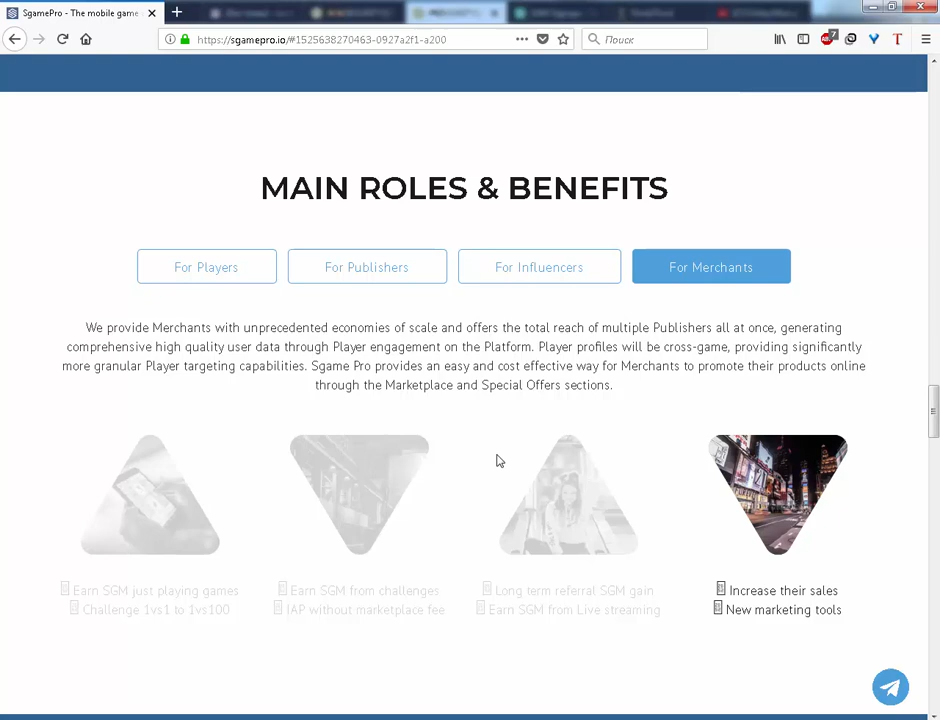 SgamePro - The mobile game
https://sgamepro.io/#1525638270463-0927a2f1-a200
Поиск
7
MAIN ROLES & BENEFITS
For Players
For Publishers
For Influencers
For Merchants
We provide Merchants with unprecedented economies of scale and offers the total reach of multiple Publishers all at once, generating
comprehensive high quality user data through Player engagement on the Platform. Player profiles will be cross-game, providing significantly
more granular Player targeting capabilities. Sgame Pro provides an easy and cost effective way for Merchants to promote their products online
through the Marketplace and Special Offers sections.
Earn SGM just playing games
Challenge 1vs1 to 1vs100
Earn SGM from challenges
IAP without marketplace fee
Long term referral SGM gain
Earn SGM from Live streaming
Increase their sales
New marketing tools